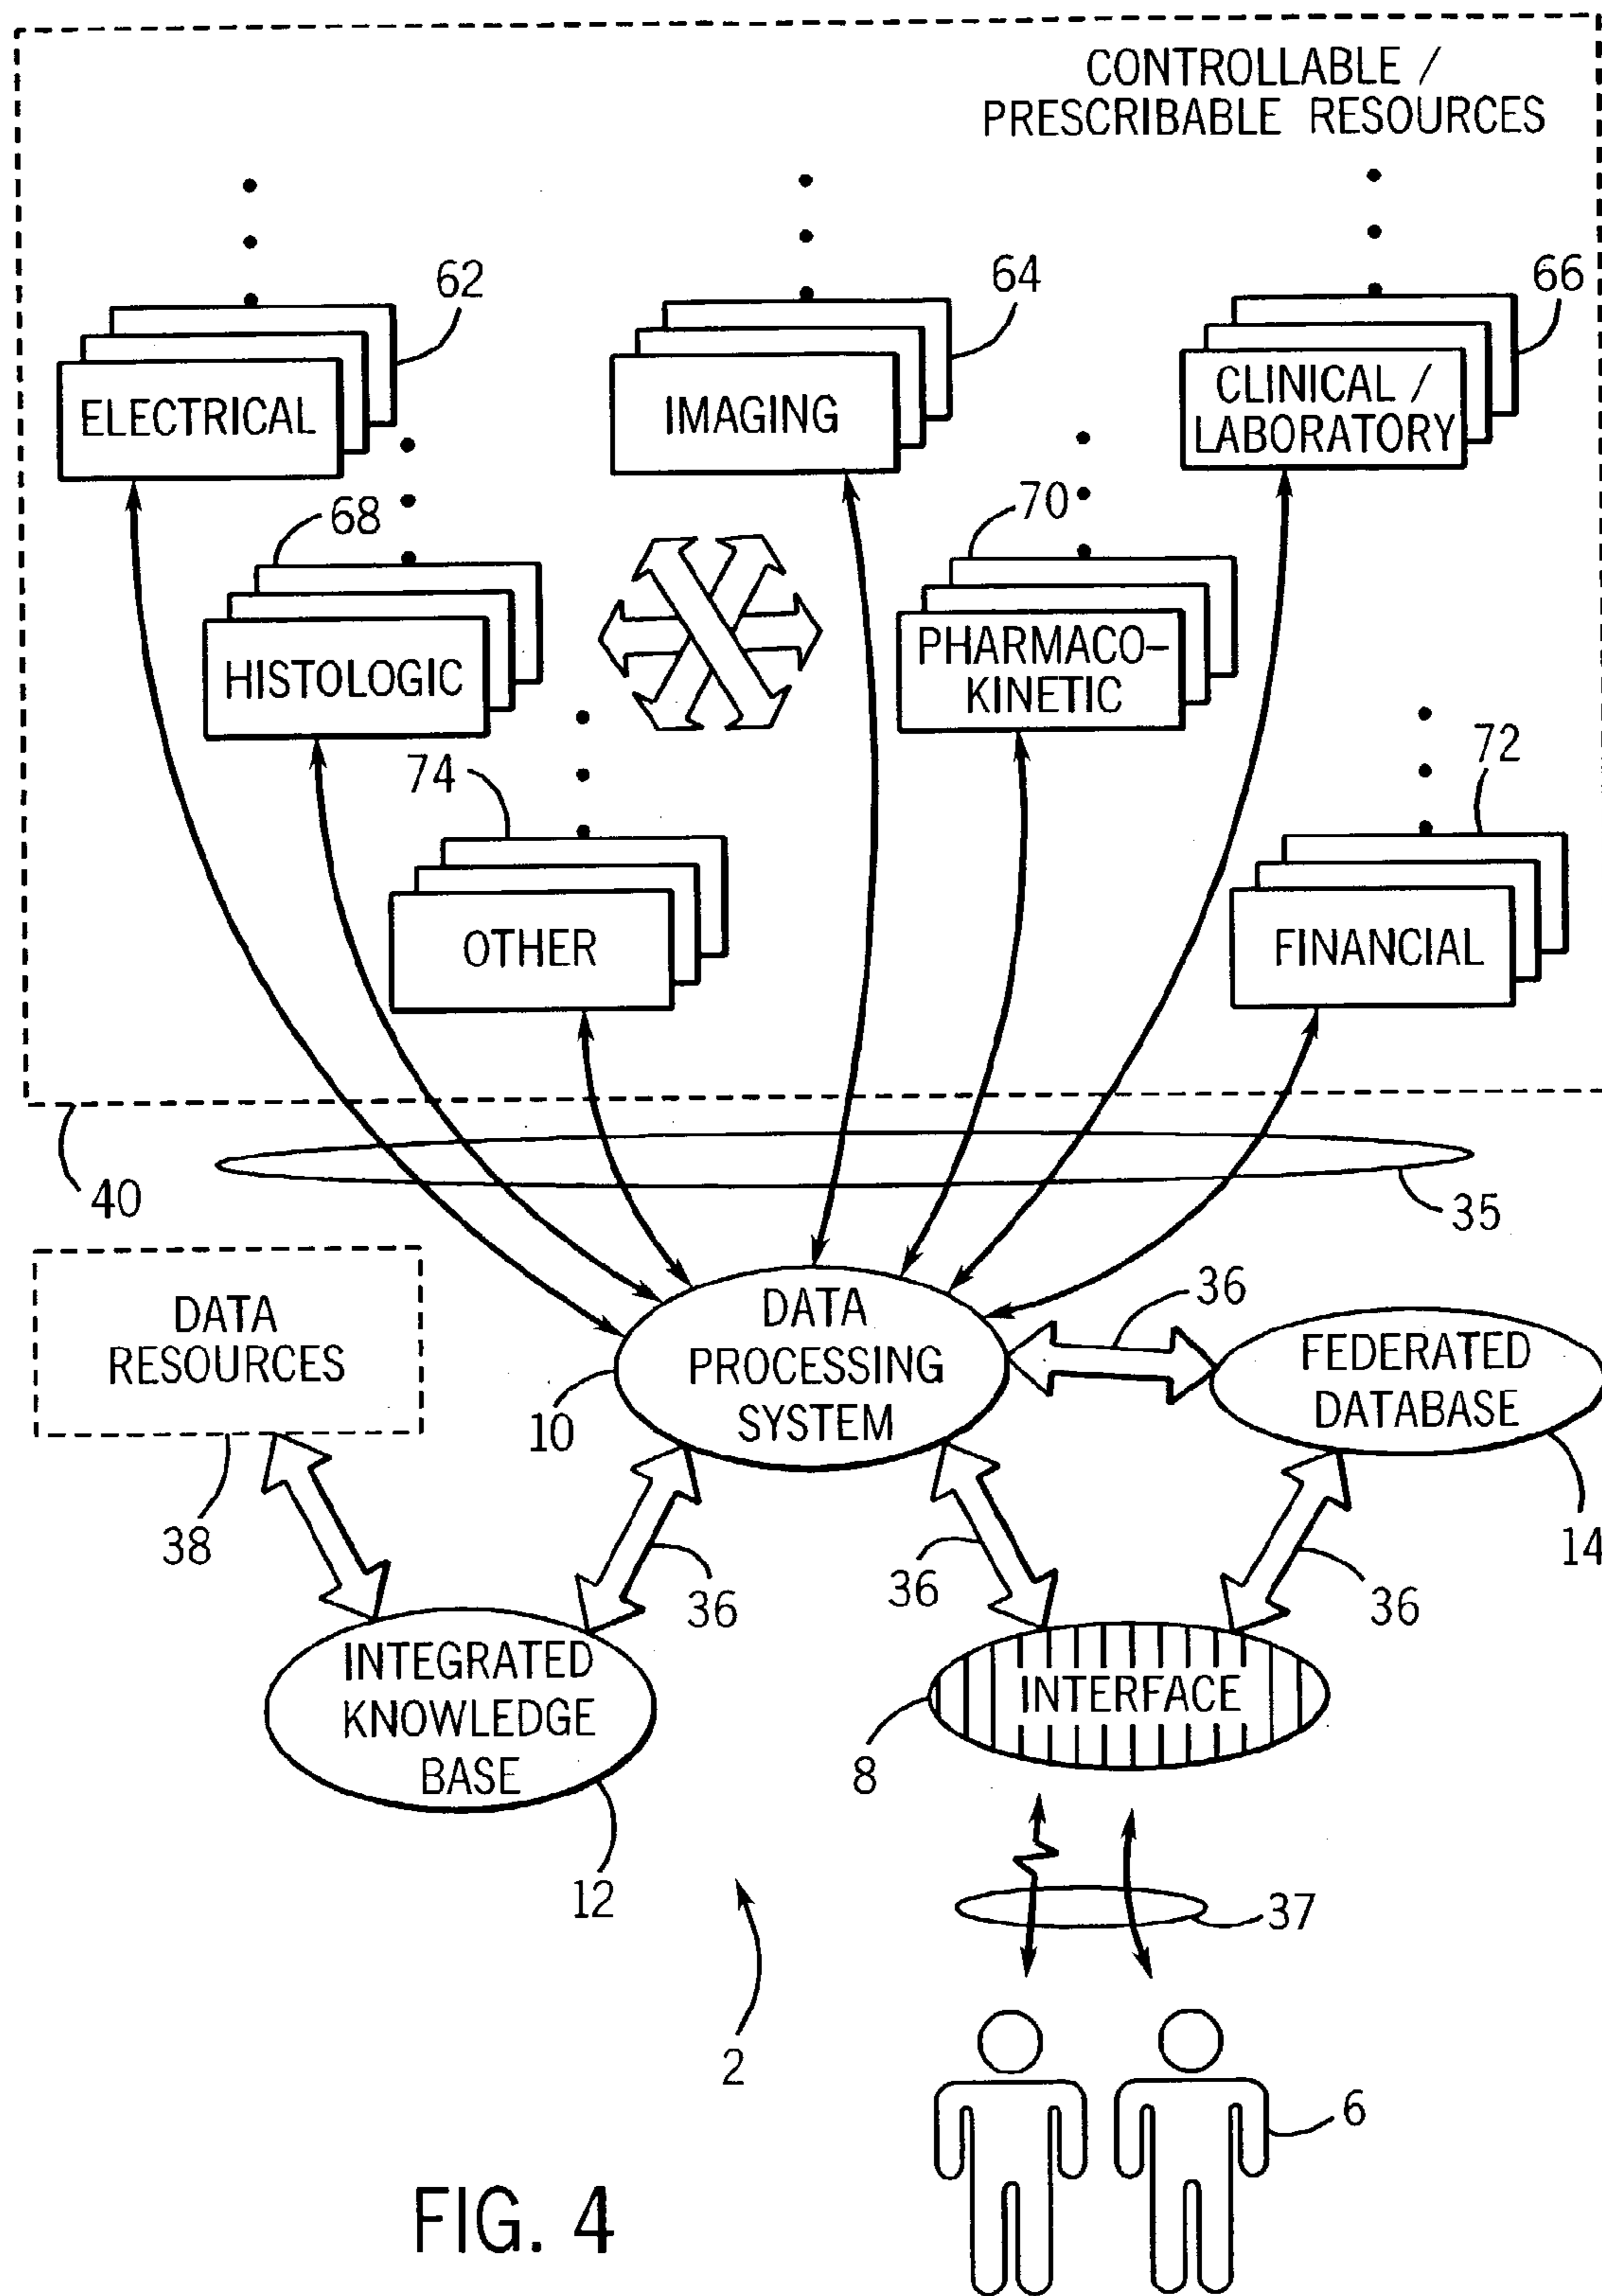 CONTROLLABLE /
PRESCRIBABLE RESOURCES
62
64
66
ELECTRICAL
IMAGING
CLINICAL /
LABORATORY
68
70
HISTOLOGIC
PHARMACO–
KINETIC
74
72
OTHER
FINANCIAL
40
35
DATA
RESOURCES
DATA
PROCESSING
SYSTEM
36
FEDERATED
DATABASE
10
38
14
36
36
36
INTEGRATED
KNOWLEDGE
BASE
INTERFACE
8
12
37
2
6
FIG. 4